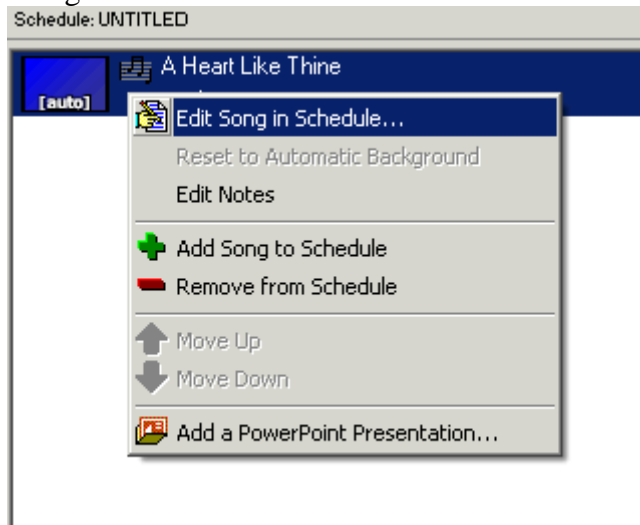 Schedule: UNTITLED
A Heart Like Thine
[auto]
Edit Song in Schedule...
Reset to Automatic Background
Edit Notes
Add Song to Schedule
Remove from Schedule
Move Up
Move Down
Add a PowerPoint Presentation...